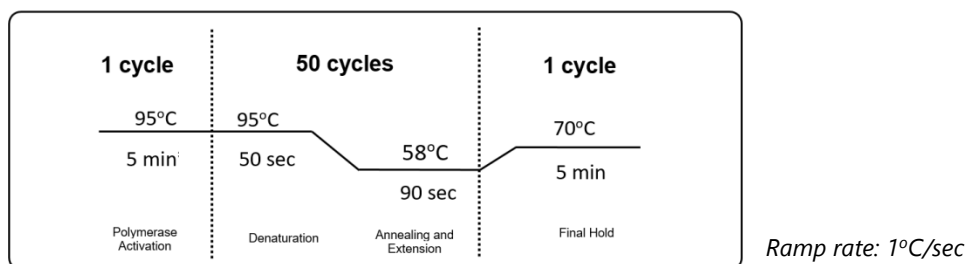 1 cycle 50 cycles 1 cycle
95°C 95°C 70°C
5 min 50 sec 58°C 5 min
90 sec
Polymerase Activation Denaturation Annealing and Extension Final Hold
Ramp rate: 1°C/sec